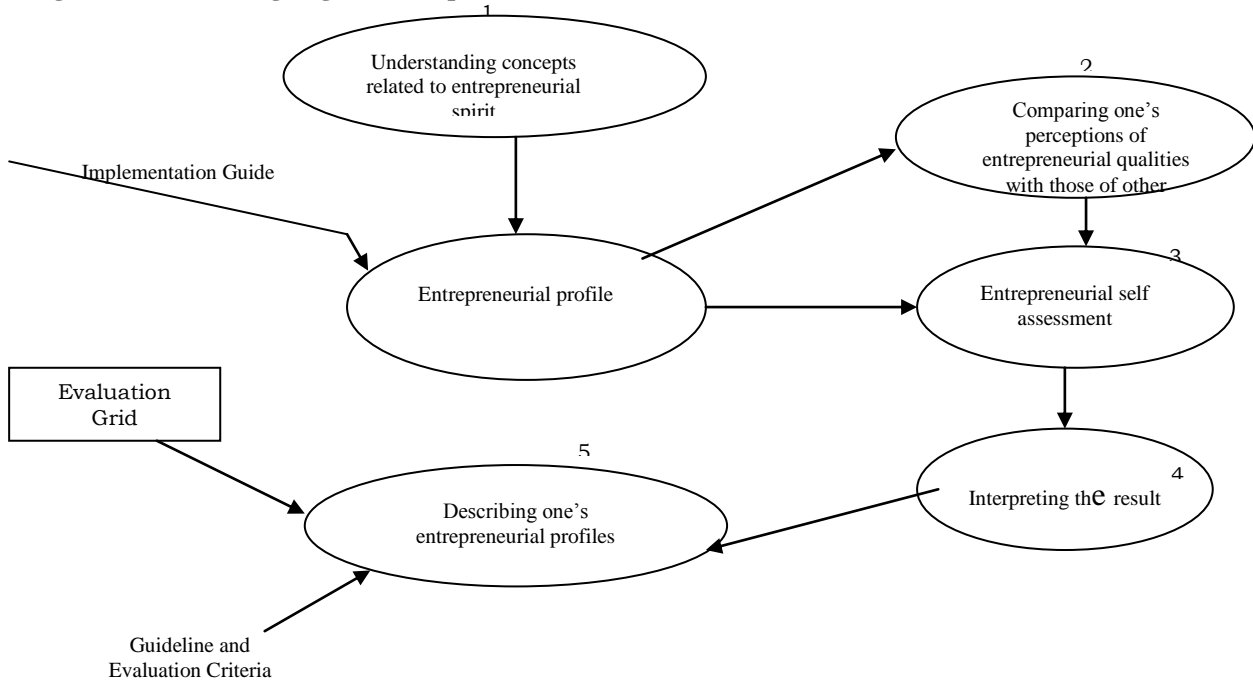 1
Understanding concepts
related to entrepreneurial
spirit
2
Comparing one's
perceptions of
entrepreneurial qualities
with those of other
Implementation Guide
3
Entrepreneurial profile
Entrepreneurial self
assessment
Evaluation
Grid
5
4
Describing one's
entrepreneurial profiles
Interpreting the result
Guideline and
Evaluation Criteria